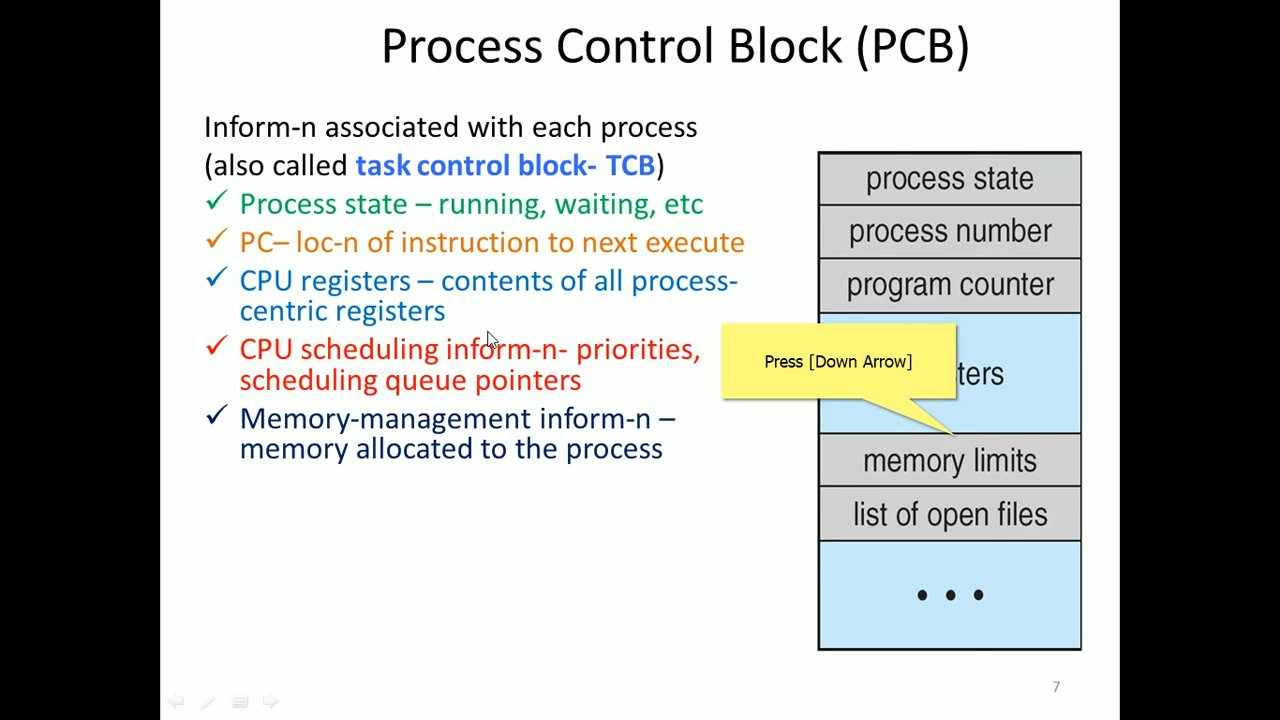 Process Control Block (PCB)
Inform-n associated with each process
(also called task control block- TCB)
✓ Process state – running, waiting, etc
✓ PC– loc-n of instruction to next execute
✓ CPU registers – contents of all process-
centric registers
✓ CPU scheduling inform-n- priorities,
scheduling queue pointers
✓ Memory-management inform-n –
memory allocated to the process
process state
process number
program counter
Press [Down Arrow]
ters
memory limits
list of open files
• • •
7